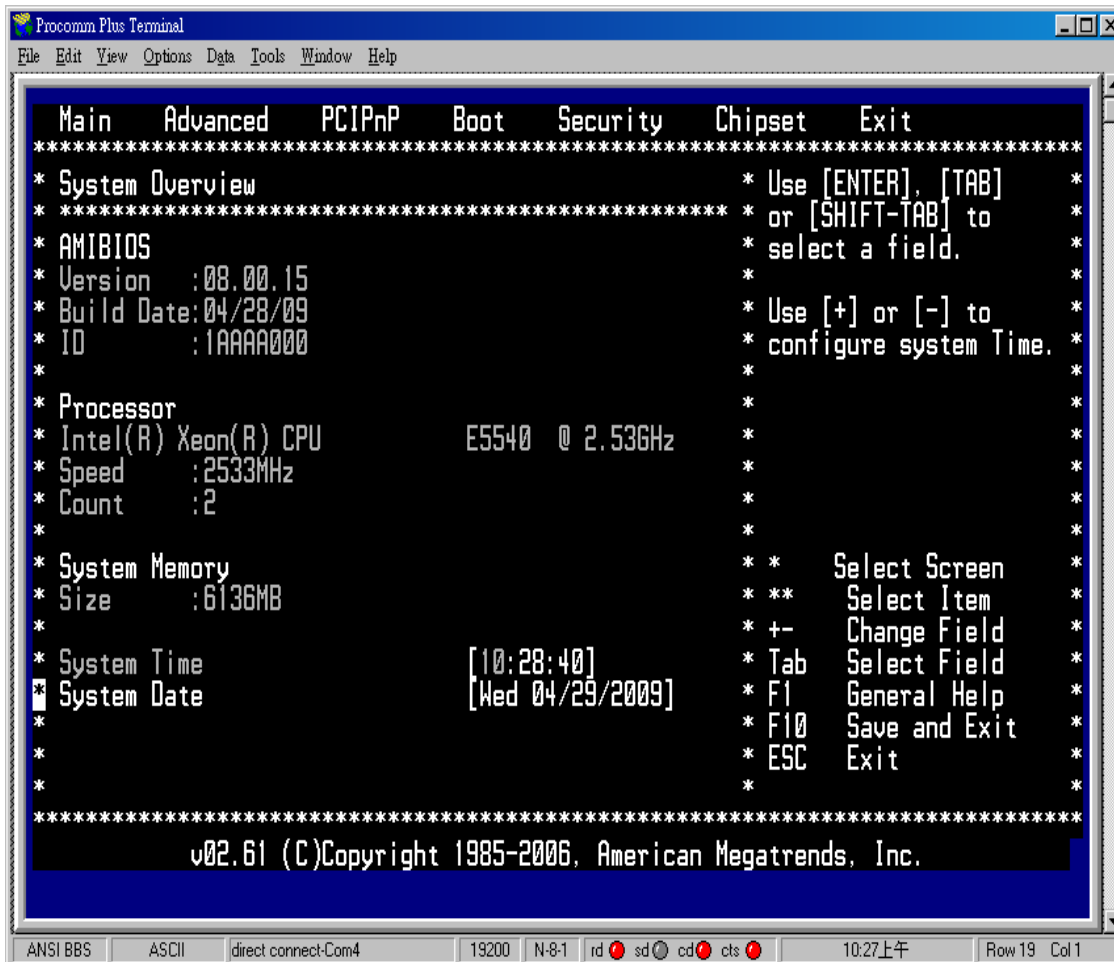 Procomm Plus Terminal
File Edit View Options Data Tools Window Help
Main Advanced PCIPnP Boot Security Chipset Exit
********************************************************************************
* System Overview * Use [ENTER], [TAB] *
* *************************************************** * or [SHIFT-TAB] to *
* AMIBIOS * select a field. *
* Version :08.00.15 * *
* Build Date:04/28/09 * Use [+] or [-] to *
* ID :1AAAA000 * configure system Time. *
* * *
* Processor * *
* Intel(R) Xeon(R) CPU E5540 @ 2.53GHz * *
* Speed :2533MHz * *
* Count :2 * *
* * *
* System Memory * * Select Screen *
* Size :6136MB * ** Select Item *
* * +- Change Field *
* System Time [10:28:40] * Tab Select Field *
* System Date [Wed 04/29/2009] * F1 General Help *
* * F10 Save and Exit *
* * ESC Exit *
* * *
********************************************************************************
v02.61 (C)Copyright 1985-2006, American Megatrends, Inc.
ANSI BBS ASCII direct connect-Com4 19200 N-8-1 rd sd cd cts 10:27上午 Row 19 Col 1